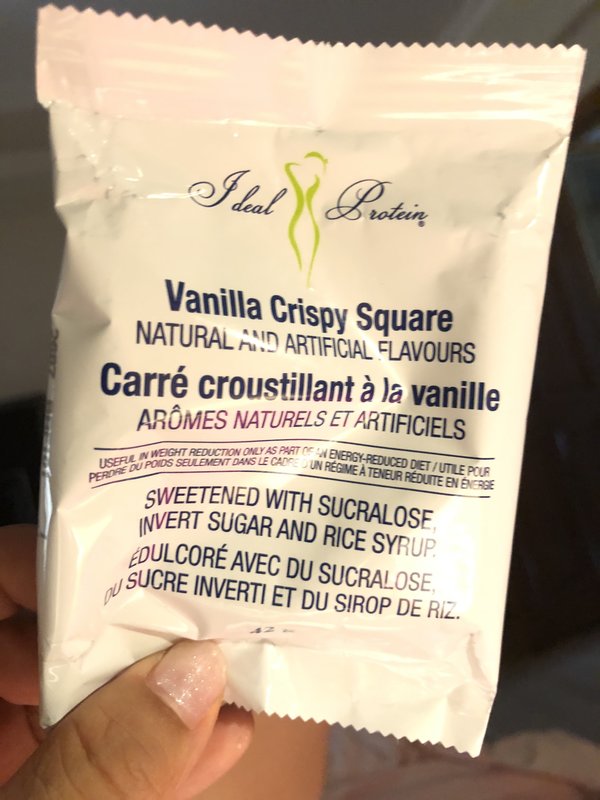 Ideal Protein®
Vanilla Crispy Square
NATURAL AND ARTIFICIAL FLAVOURS
Carré croustillant à la vanille
ARÔMES NATURELS ET ARTIFICIELS
USEFUL IN WEIGHT REDUCTION ONLY AS PART OF AN ENERGY-REDUCED DIET / UTILE POUR
PERDRE DU POIDS SEULEMENT DANS LE CADRE D'UN RÉGIME À TENEUR RÉDUITE EN ÉNERGIE
SWEETENED WITH SUCRALOSE,
INVERT SUGAR AND RICE SYRUP.
ÉDULCORÉ AVEC DU SUCRALOSE,
DU SUCRE INVERTI ET DU SIROP DE RIZ.
42